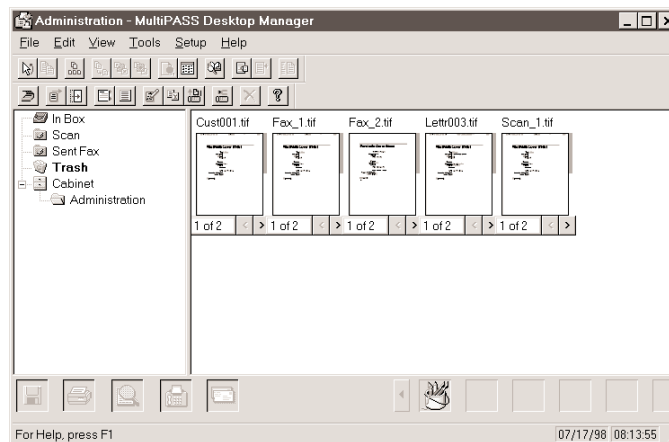 Administration - MultiPASS Desktop Manager
File Edit View Tools Setup Help
In Box
Scan
Sent Fax
Trash
Cabinet
Administration
Cust001.tif Fax_1.tif Fax_2.tif Lettr003.tif Scan_1.tif
1 of 2 1 of 2 1 of 2 1 of 2 1 of 2
For Help, press F1 07/17/98 08:13:55